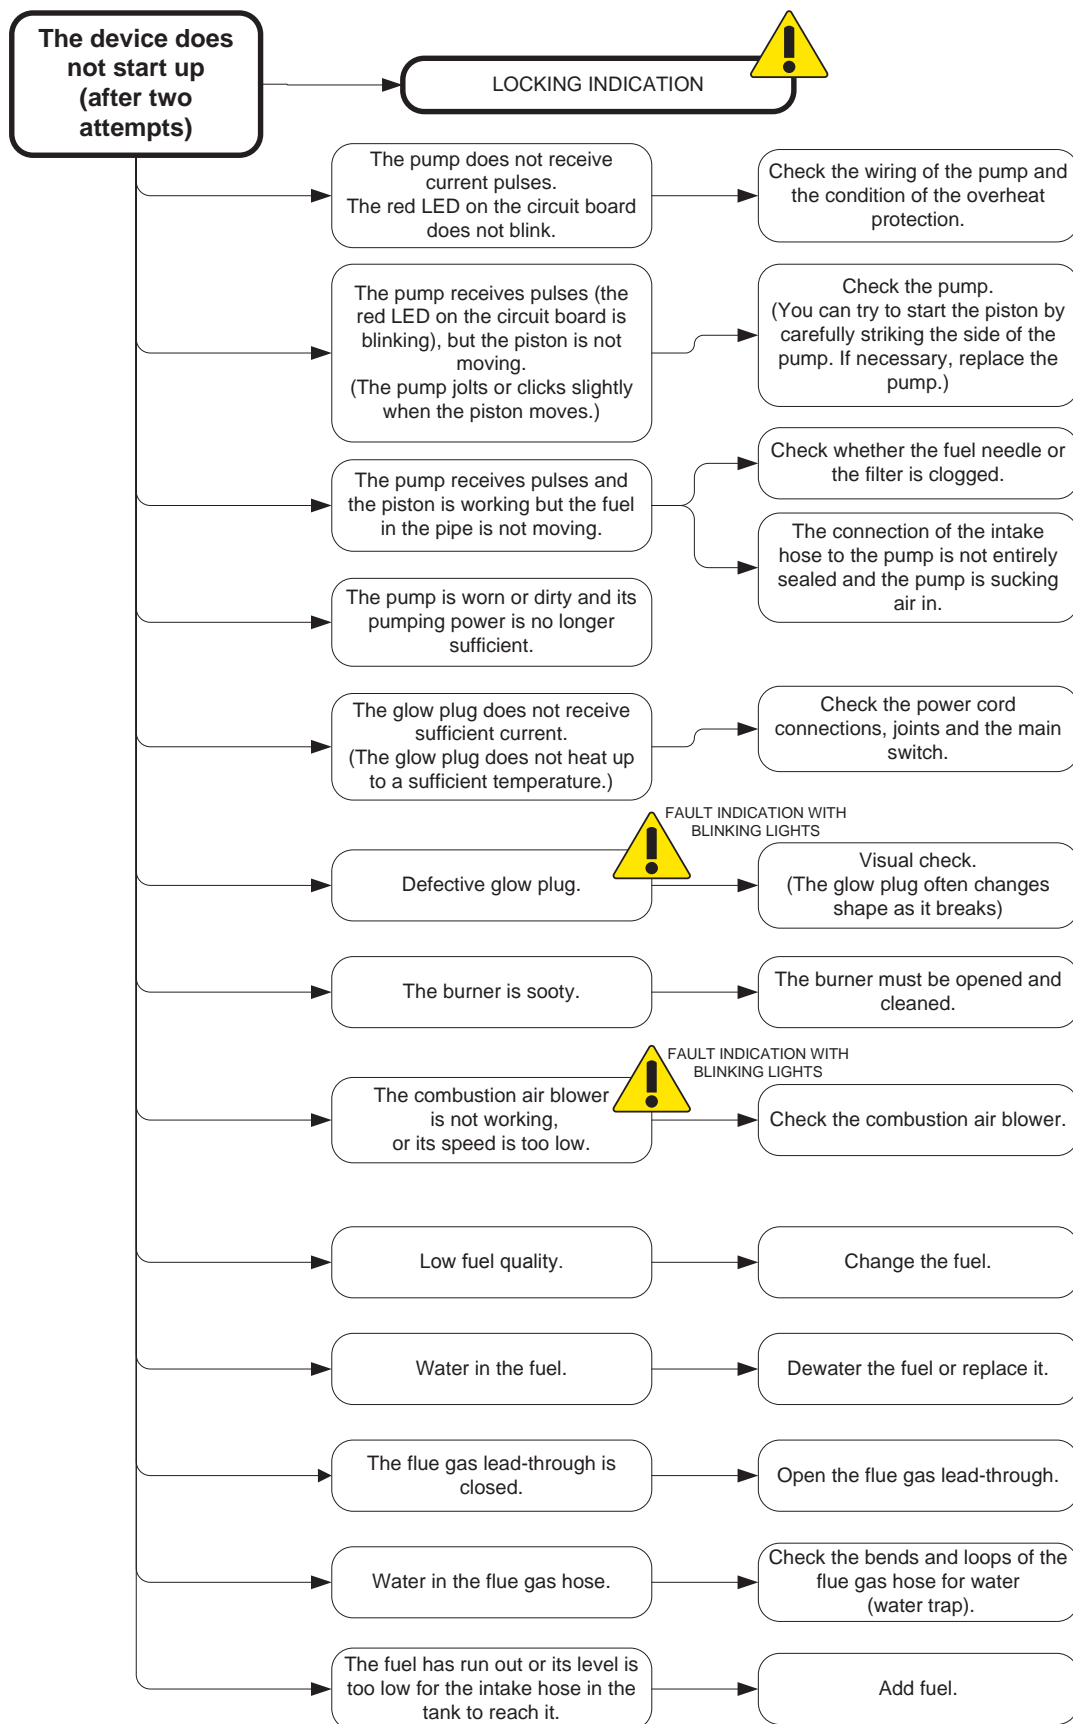 The device does
not start up
(after two
attempts)
LOCKING INDICATION
The pump does not receive
current pulses.
The red LED on the circuit board
does not blink.
Check the wiring of the pump and
the condition of the overheat
protection.
The pump receives pulses (the
red LED on the circuit board is
blinking), but the piston is not
moving.
(The pump jolts or clicks slightly
when the piston moves.)
Check the pump.
(You can try to start the piston by
carefully striking the side of the
pump. If necessary, replace the
pump.)
The pump receives pulses and
the piston is working but the fuel
in the pipe is not moving.
Check whether the fuel needle or
the filter is clogged.
The connection of the intake
hose to the pump is not entirely
sealed and the pump is sucking
air in.
The pump is worn or dirty and its
pumping power is no longer
sufficient.
The glow plug does not receive
sufficient current.
(The glow plug does not heat up
to a sufficient temperature.)
Check the power cord
connections, joints and the main
switch.
FAULT INDICATION WITH
BLINKING LIGHTS
Defective glow plug.
Visual check.
(The glow plug often changes
shape as it breaks)
The burner is sooty.
The burner must be opened and
cleaned.
FAULT INDICATION WITH
BLINKING LIGHTS
The combustion air blower
is not working,
or its speed is too low.
Check the combustion air blower.
Low fuel quality.
Change the fuel.
Water in the fuel.
Dewater the fuel or replace it.
The flue gas lead-through is
closed.
Open the flue gas lead-through.
Water in the flue gas hose.
Check the bends and loops of the
flue gas hose for water
(water trap).
The fuel has run out or its level is
too low for the intake hose in the
tank to reach it.
Add fuel.